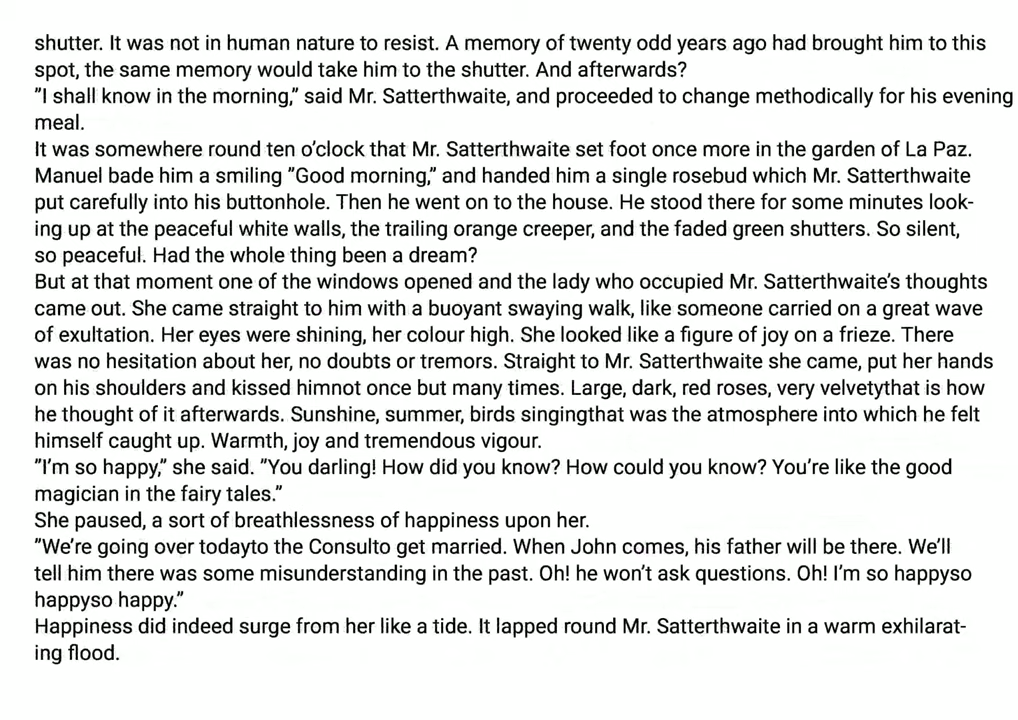 shutter. It was not in human nature to resist. A memory of twenty odd years ago had brought him to this
spot, the same memory would take him to the shutter. And afterwards?
"I shall know in the morning," said Mr. Satterthwaite, and proceeded to change methodically for his evening
meal.
It was somewhere round ten o'clock that Mr. Satterthwaite set foot once more in the garden of La Paz.
Manuel bade him a smiling "Good morning," and handed him a single rosebud which Mr. Satterthwaite
put carefully into his buttonhole. Then he went on to the house. He stood there for some minutes look-
ing up at the peaceful white walls, the trailing orange creeper, and the faded green shutters. So silent,
so peaceful. Had the whole thing been a dream?
But at that moment one of the windows opened and the lady who occupied Mr. Satterthwaite's thoughts
came out. She came straight to him with a buoyant swaying walk, like someone carried on a great wave
of exultation. Her eyes were shining, her colour high. She looked like a figure of joy on a frieze. There
was no hesitation about her, no doubts or tremors. Straight to Mr. Satterthwaite she came, put her hands
on his shoulders and kissed himnot once but many times. Large, dark, red roses, very velvetythat is how
he thought of it afterwards. Sunshine, summer, birds singingthat was the atmosphere into which he felt
himself caught up. Warmth, joy and tremendous vigour.
"I'm so happy," she said. "You darling! How did you know? How could you know? You're like the good
magician in the fairy tales."
She paused, a sort of breathlessness of happiness upon her.
"We're going over todayto the Consulto get married. When John comes, his father will be there. We'll
tell him there was some misunderstanding in the past. Oh! he won't ask questions. Oh! I'm so happyso
happyso happy."
Happiness did indeed surge from her like a tide. It lapped round Mr. Satterthwaite in a warm exhilarat-
ing flood.